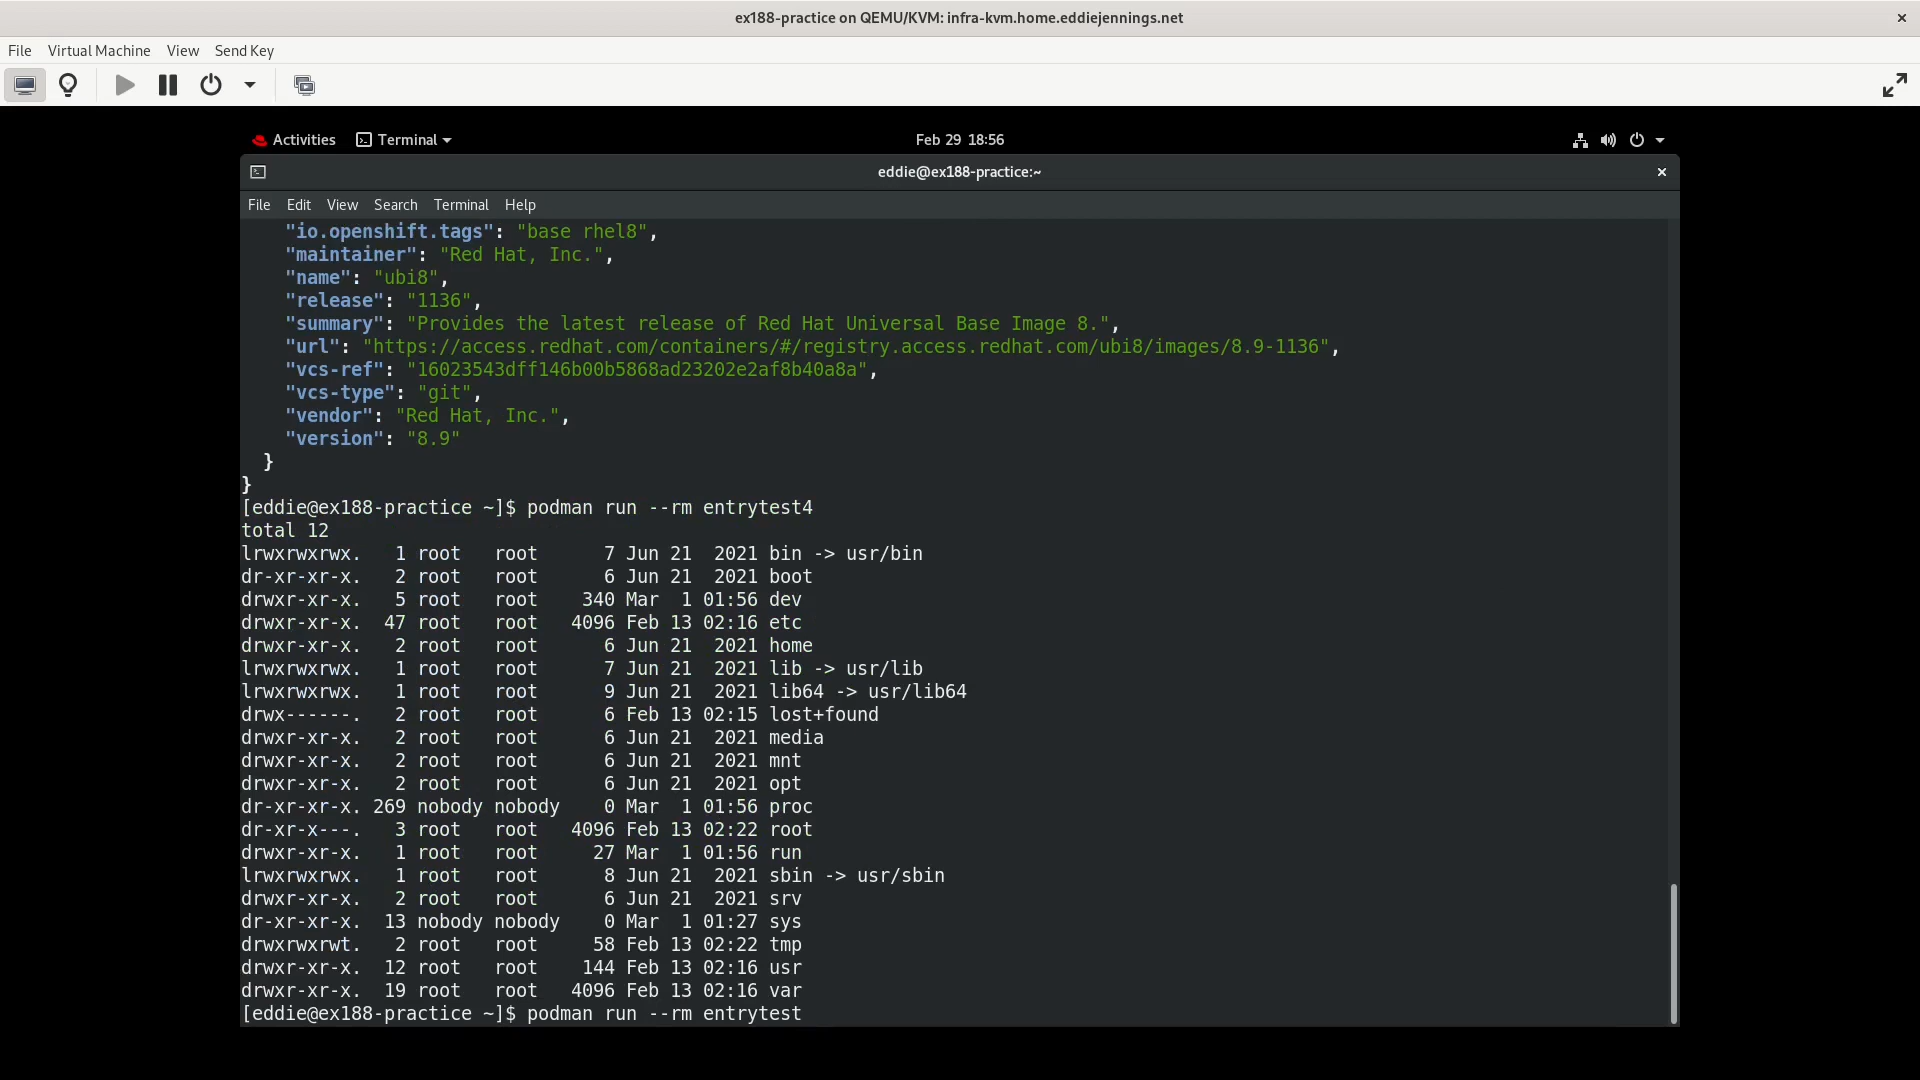 ex188-practice on QEMU/KVM: infra-kvm.home.eddiejennings.net ×
File Virtual Machine View Send Key
Activities Terminal Feb 29 18:56
eddie@ex188-practice:~ ×
File Edit View Search Terminal Help
"io.openshift.tags": "base rhel8",
"maintainer": "Red Hat, Inc.",
"name": "ubi8",
"release": "1136",
"summary": "Provides the latest release of Red Hat Universal Base Image 8.",
"url": "https://access.redhat.com/containers/#/registry.access.redhat.com/ubi8/images/8.9-1136",
"vcs-ref": "16023543dff146b00b5868ad23202e2af8b40a8a",
"vcs-type": "git",
"vendor": "Red Hat, Inc.",
"version": "8.9"
}
}
[eddie@ex188-practice ~]$ podman run --rm entrytest4
total 12
lrwxrwxrwx.   1 root   root      7 Jun 21  2021 bin -> usr/bin
dr-xr-xr-x.   2 root   root      6 Jun 21  2021 boot
drwxr-xr-x.   5 root   root    340 Mar  1 01:56 dev
drwxr-xr-x.  47 root   root   4096 Feb 13 02:16 etc
drwxr-xr-x.   2 root   root      6 Jun 21  2021 home
lrwxrwxrwx.   1 root   root      7 Jun 21  2021 lib -> usr/lib
lrwxrwxrwx.   1 root   root      9 Jun 21  2021 lib64 -> usr/lib64
drwx------.   2 root   root      6 Feb 13 02:15 lost+found
drwxr-xr-x.   2 root   root      6 Jun 21  2021 media
drwxr-xr-x.   2 root   root      6 Jun 21  2021 mnt
drwxr-xr-x.   2 root   root      6 Jun 21  2021 opt
dr-xr-xr-x. 269 nobody nobody    0 Mar  1 01:56 proc
dr-xr-x---.   3 root   root   4096 Feb 13 02:22 root
drwxr-xr-x.   1 root   root     27 Mar  1 01:56 run
lrwxrwxrwx.   1 root   root      8 Jun 21  2021 sbin -> usr/sbin
drwxr-xr-x.   2 root   root      6 Jun 21  2021 srv
dr-xr-xr-x.  13 nobody nobody    0 Mar  1 01:27 sys
drwxrwxrwt.   2 root   root     58 Feb 13 02:22 tmp
drwxr-xr-x.  12 root   root    144 Feb 13 02:16 usr
drwxr-xr-x.  19 root   root   4096 Feb 13 02:16 var
[eddie@ex188-practice ~]$ podman run --rm entrytest